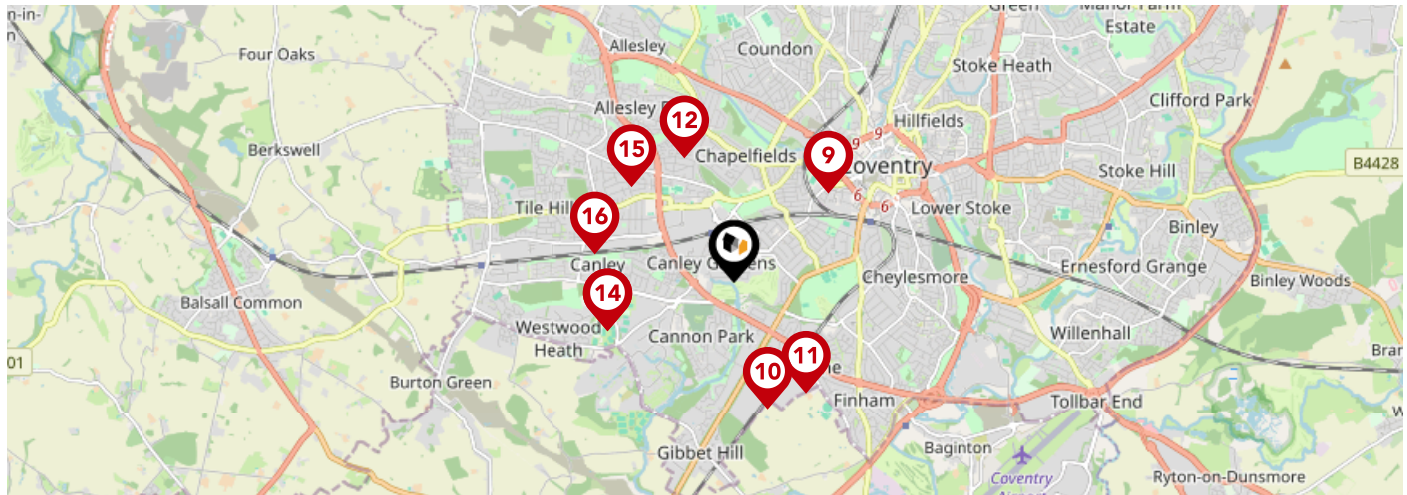 Green
Estate
Four Oaks
Allesley
Coundon
Stoke Heath
Clifford Park
Allesley
12
Hillfields
9
9
Berkswell
15
Chapelfields
9
Coventry
Stoke Hill
B4428
6
6
Tile Hill
16
Lower Stoke
Binley
Canley
Canley Gardens
Cheylesmore
Ernesford Grange
Binley Woods
Balsall Common
14
Westwood
Heath
Cannon Park
Willenhall
01
10
11
Burton Green
Finham
Tollbar End
Gibbet Hill
Baginton
Ryton-on-Dunsmore
Coventry